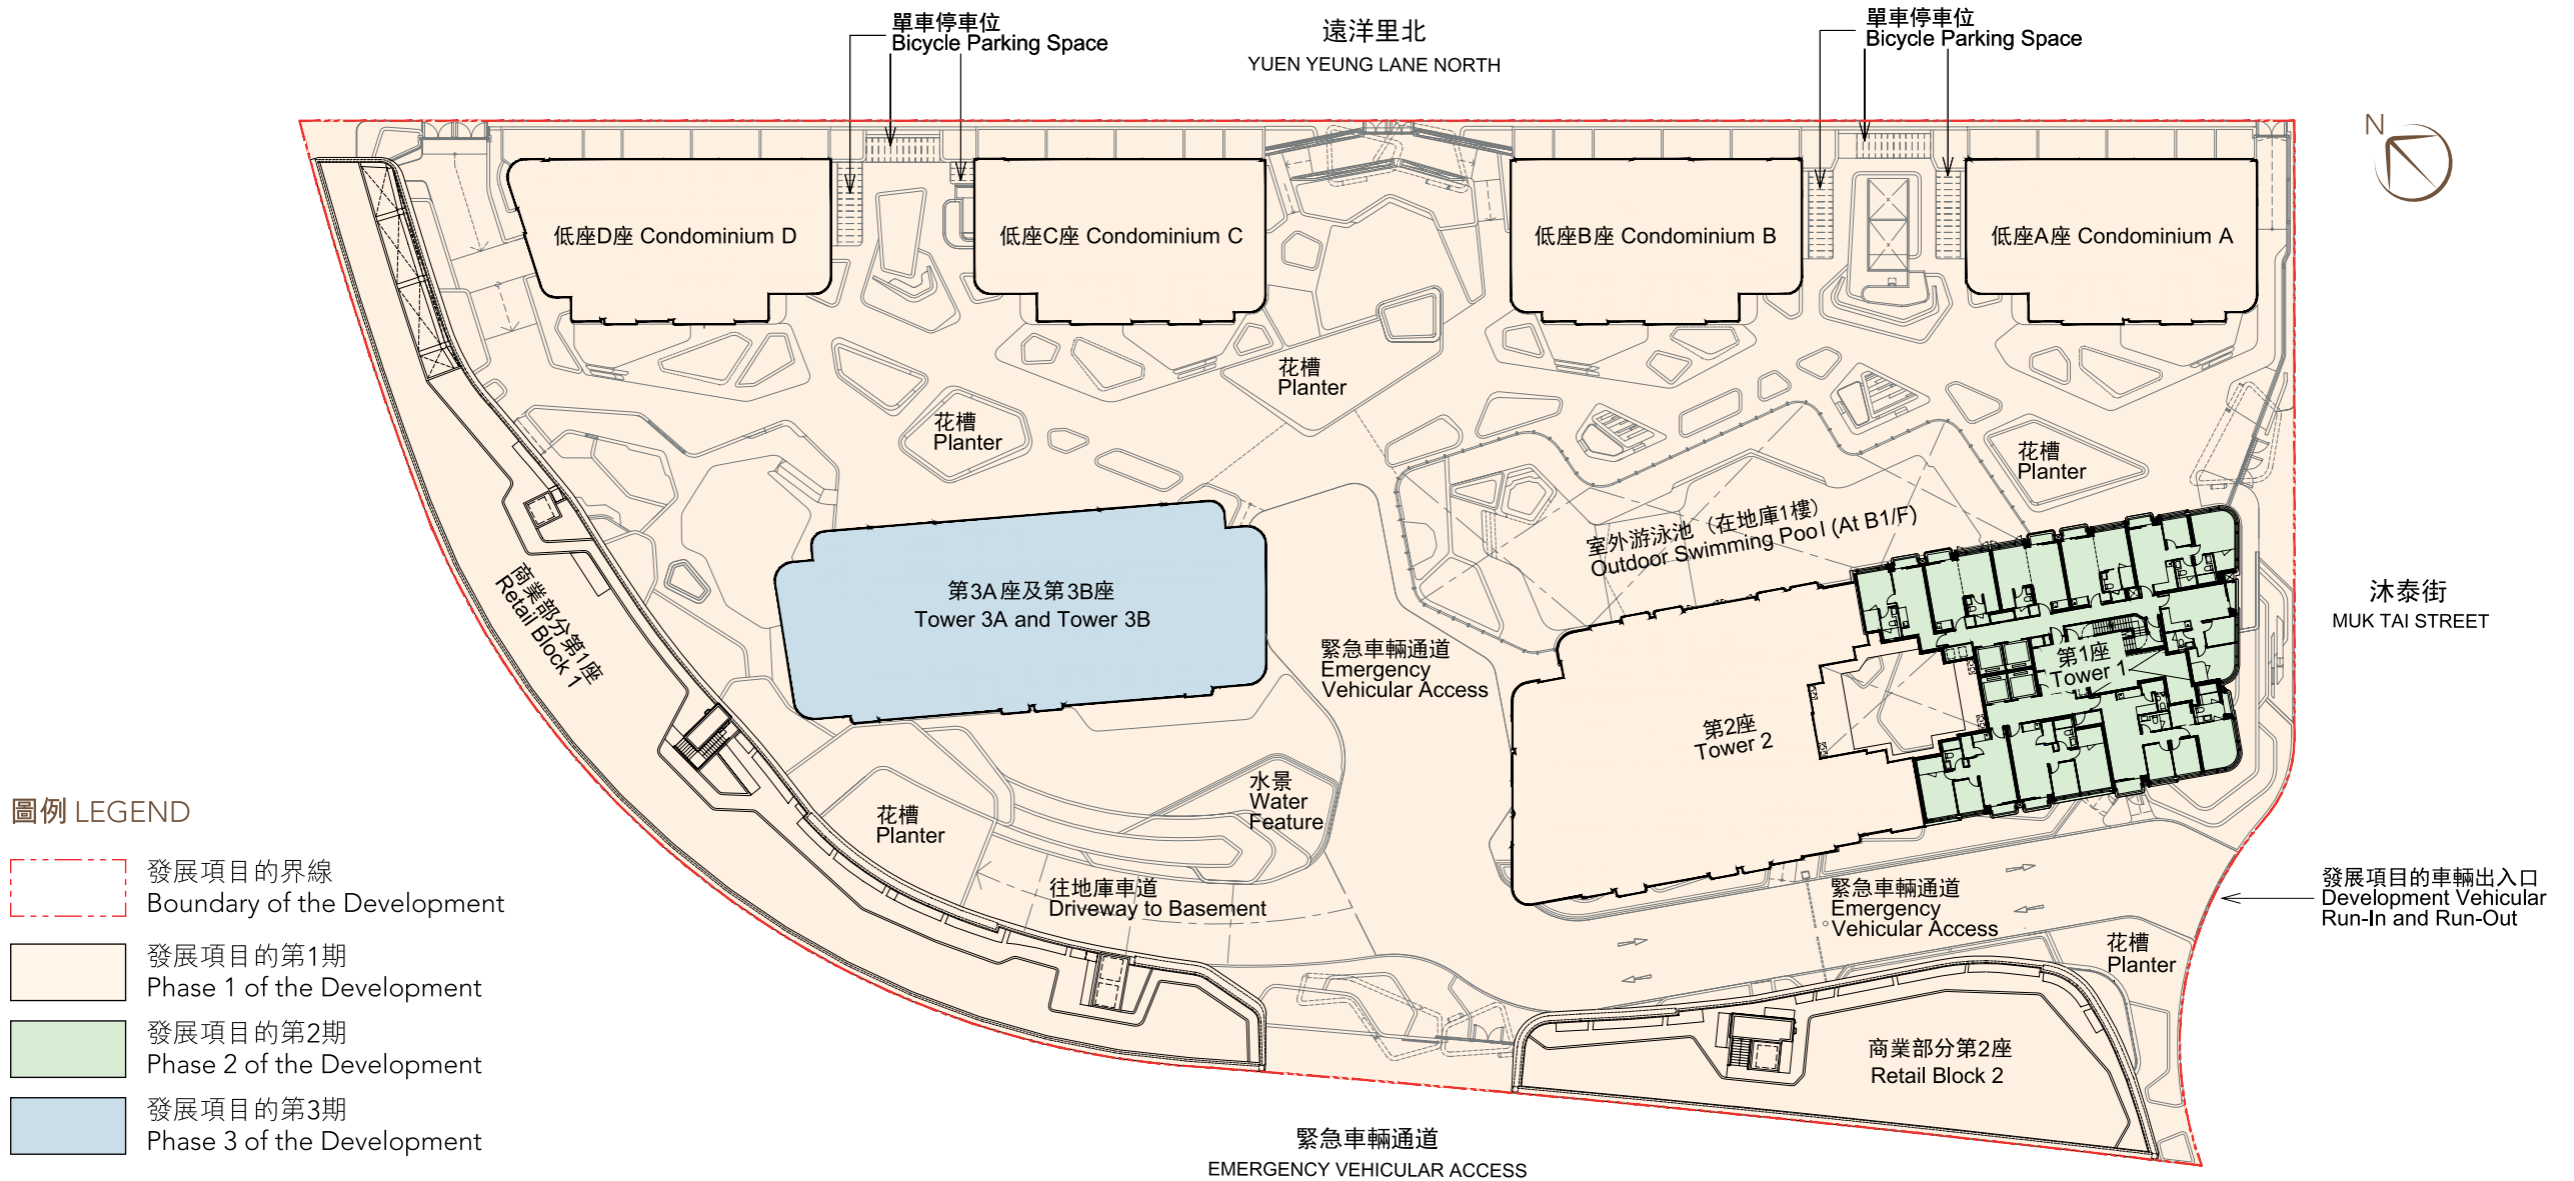 單車停車位
Bicycle Parking Space
遠洋里北
YUEN YEUNG LANE NORTH
單車停車位
Bicycle Parking Space
N
低座D座 Condominium D
低座C座 Condominium C
低座B座 Condominium B
低座A座 Condominium A
花槽
Planter
花槽
Planter
花槽
Planter
室外游泳池（在地庫1樓）
Outdoor Swimming Pool (At B1/F)
商業部分第1座
Retail Block 1
第3A座及第3B座
Tower 3A and Tower 3B
緊急車輛通道
Emergency
Vehicular Access
第1座
Tower 1
沐泰街
MUK TAI STREET
第2座
Tower 2
水景
Water
Feature
花槽
Planter
往地庫車道
Driveway to Basement
緊急車輛通道
Emergency
Vehicular Access
發展項目的車輛出入口
Development Vehicular
Run-In and Run-Out
花槽
Planter
商業部分第2座
Retail Block 2
緊急車輛通道
EMERGENCY VEHICULAR ACCESS
圖例 LEGEND
發展項目的界線
Boundary of the Development
發展項目的第1期
Phase 1 of the Development
發展項目的第2期
Phase 2 of the Development
發展項目的第3期
Phase 3 of the Development